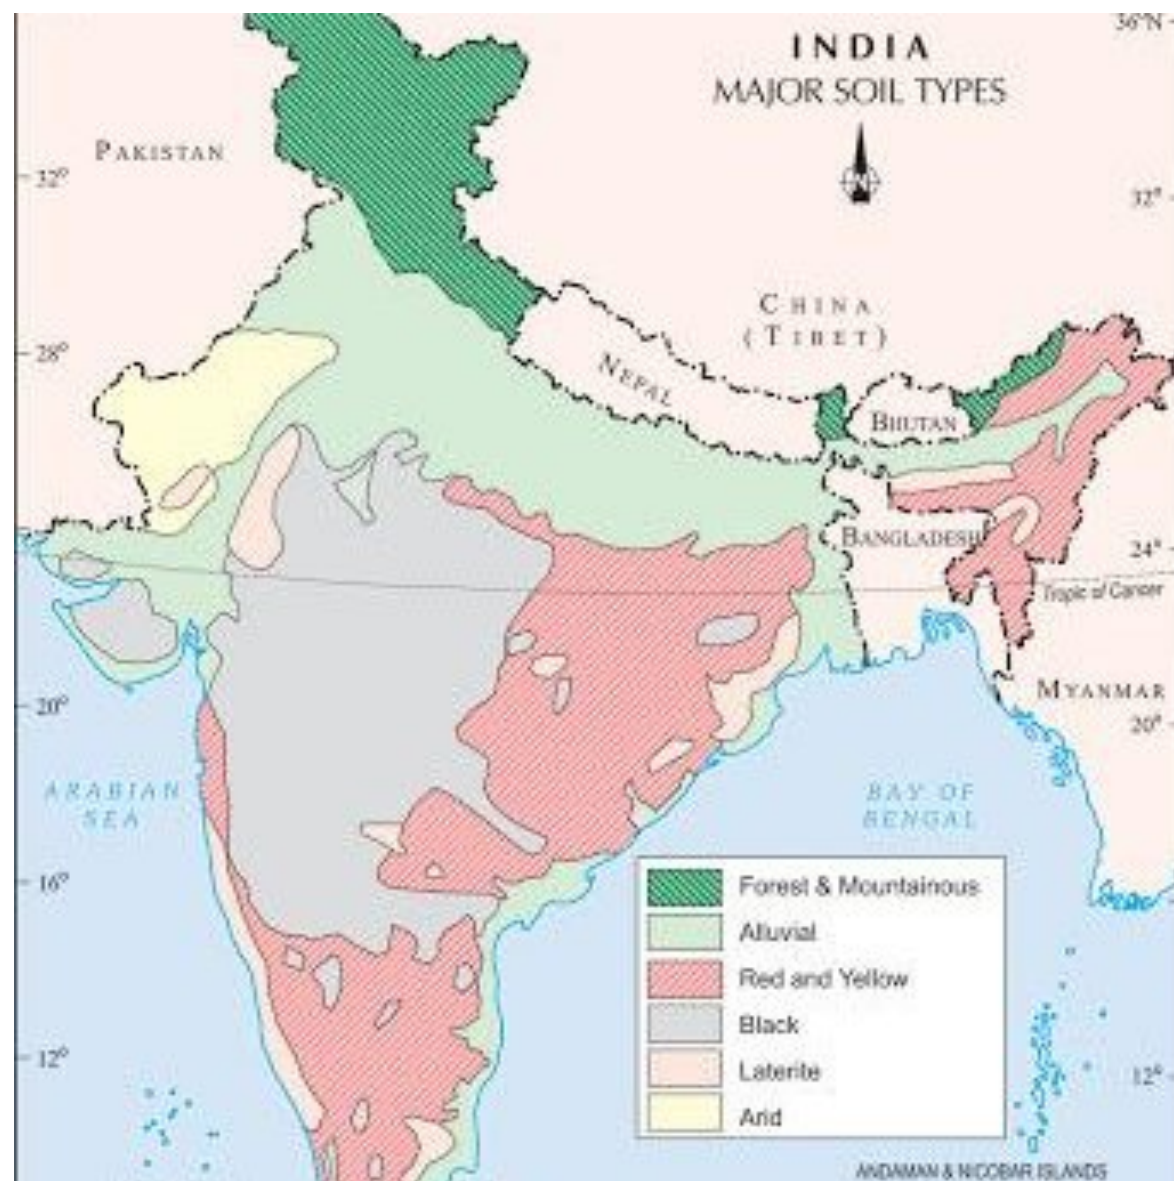 36°N
INDIA
MAJOR SOIL TYPES
N
PAKISTAN
32°
32°
CHINA
(TIBET)
NEPAL
28°
BHUTAN
BANGLADESH
24°
Tropic of Cancer
MYANMAR
20°
20°
ARABIAN
SEA
BAY OF
BENGAL
16°
Forest & Mountainous
Alluvial
Red and Yellow
Black
Laterite
Arid
12°
12°
ANDAMAN & NICOBAR ISLANDS